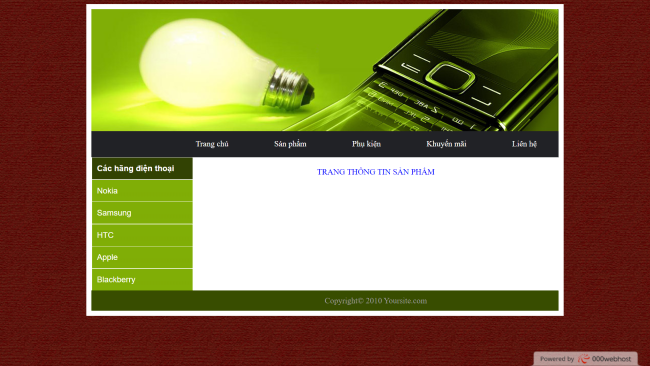 Trang chủ Sản phẩm Phụ kiện Khuyến mãi Liên hệ
Các hãng điện thoại
TRANG THÔNG TIN SẢN PHẨM
Nokia
Samsung
HTC
Apple
Blackberry
Copyright© 2010 Yoursite.com
Powered by 000webhost